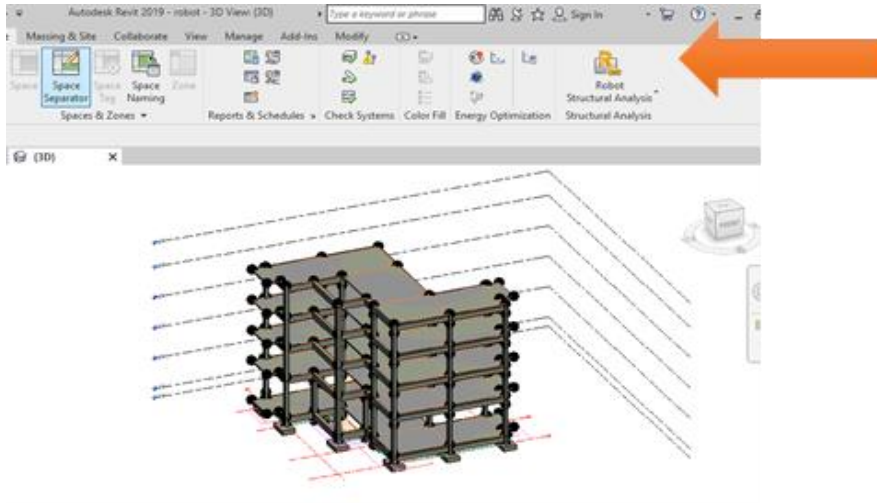 Autodesk Revit 2019 - robot - 3D View: (3D)
Type a keyword or phrase
Sign In
Massing & Site Collaborate View Manage Add-Ins Modify
Space
Space Separator
Space Tag
Space Naming
Zone
Robot Structural Analysis
Spaces & Zones
Reports & Schedules
Check Systems
Color Fill
Energy Optimization
Structural Analysis
(3D)
FRONT